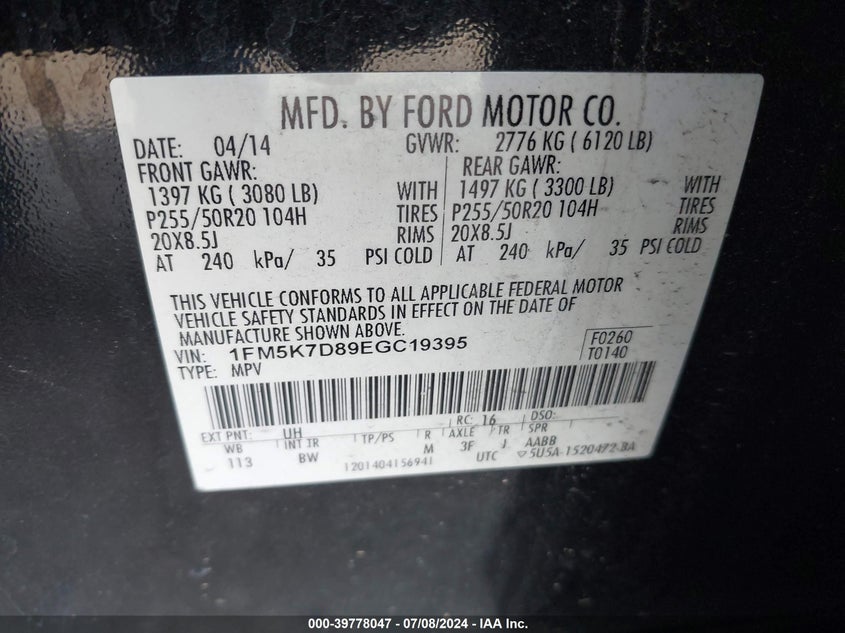 MFD. BY FORD MOTOR CO.
DATE: 04/14 GVWR: 2776 KG ( 6120 LB)
FRONT GAWR: REAR GAWR:
1397 KG ( 3080 LB) WITH 1497 KG ( 3300 LB) WITH
P255/50R20 104H TIRES P255/50R20 104H TIRES
20X8.5J RIMS 20X8.5J RIMS
AT 240 kPa/ 35 PSI COLD AT 240 kPa/ 35 PSI COLD
THIS VEHICLE CONFORMS TO ALL APPLICABLE FEDERAL MOTOR
VEHICLE SAFETY STANDARDS IN EFFECT ON THE DATE OF
MANUFACTURE SHOWN ABOVE.
VIN: 1FM5K7D89EGC19395 F0260
TYPE: MPV T0140
EXT PNT: UH RC: 16 DSO:
WB INT TR TP/PS R AXLE TR SPR
113 BW M 3F J AABB
1201404156941 UTC ▽5U5A-1520472-BA
000-39778047 07/08/2024 - IAAI Inc.